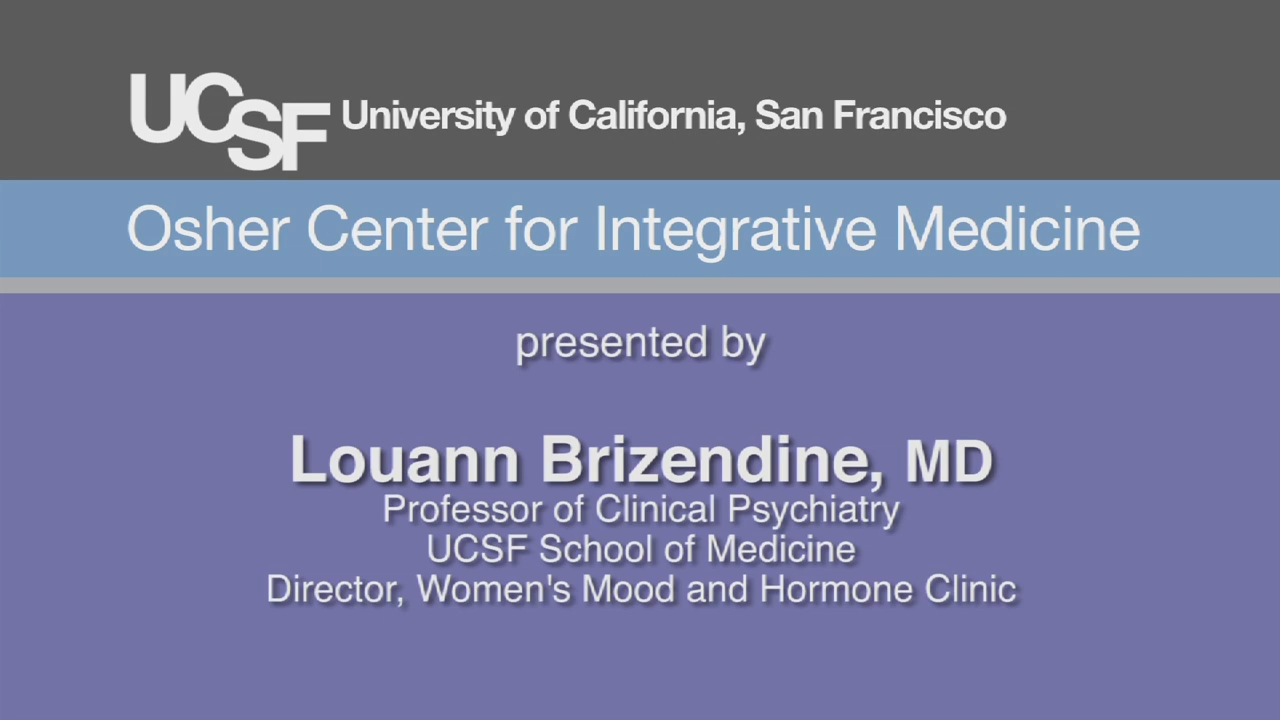 UCSF University of California, San Francisco
Osher Center for Integrative Medicine
presented by
Louann Brizendine, MD
Professor of Clinical Psychiatry
UCSF School of Medicine
Director, Women's Mood and Hormone Clinic